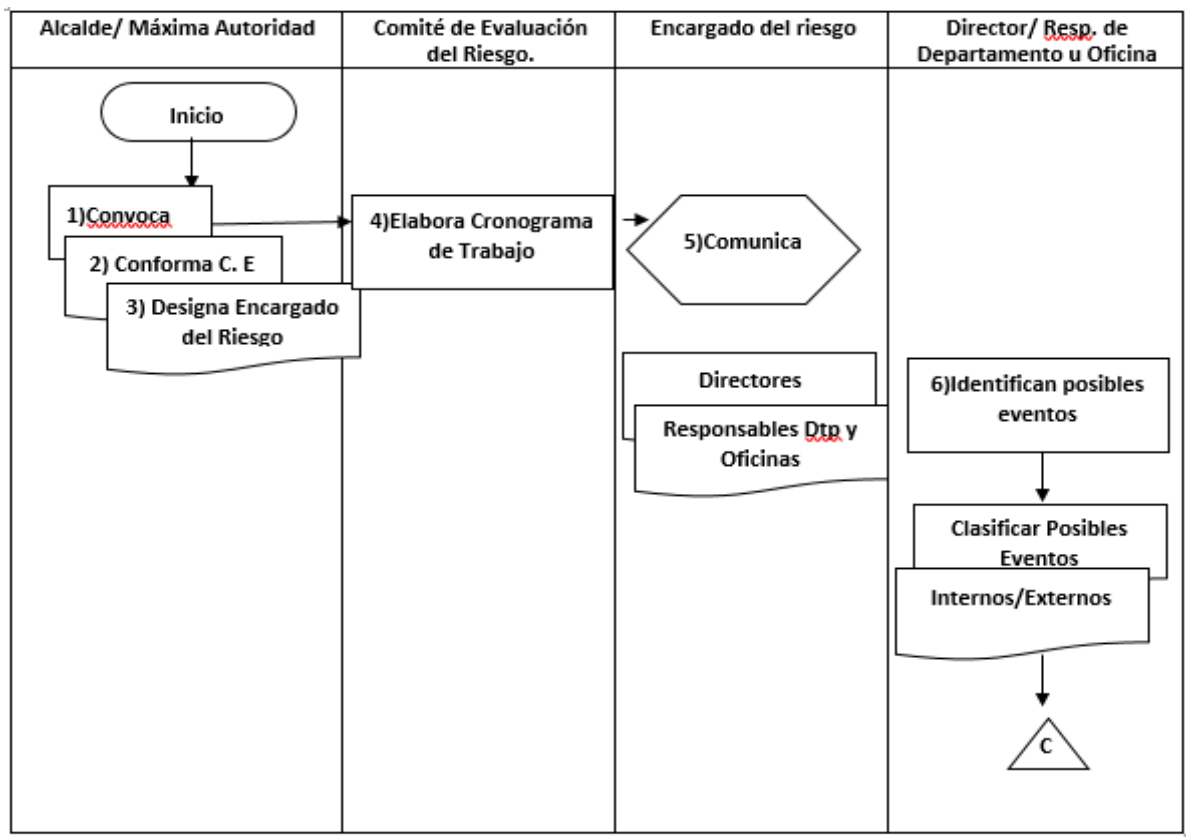 Alcalde/ Máxima Autoridad
Comité de Evaluación
del Riesgo.
Encargado del riesgo
Director/ Resp. de
Departamento u Oficina
Inicio
1)Convoca
2) Conforma C. E
3) Designa Encargado
del Riesgo
4)Elabora Cronograma
de Trabajo
5)Comunica
Directores
Responsables Dtp y
Oficinas
6)Identifican posibles
eventos
Clasificar Posibles
Eventos
Internos/Externos
C